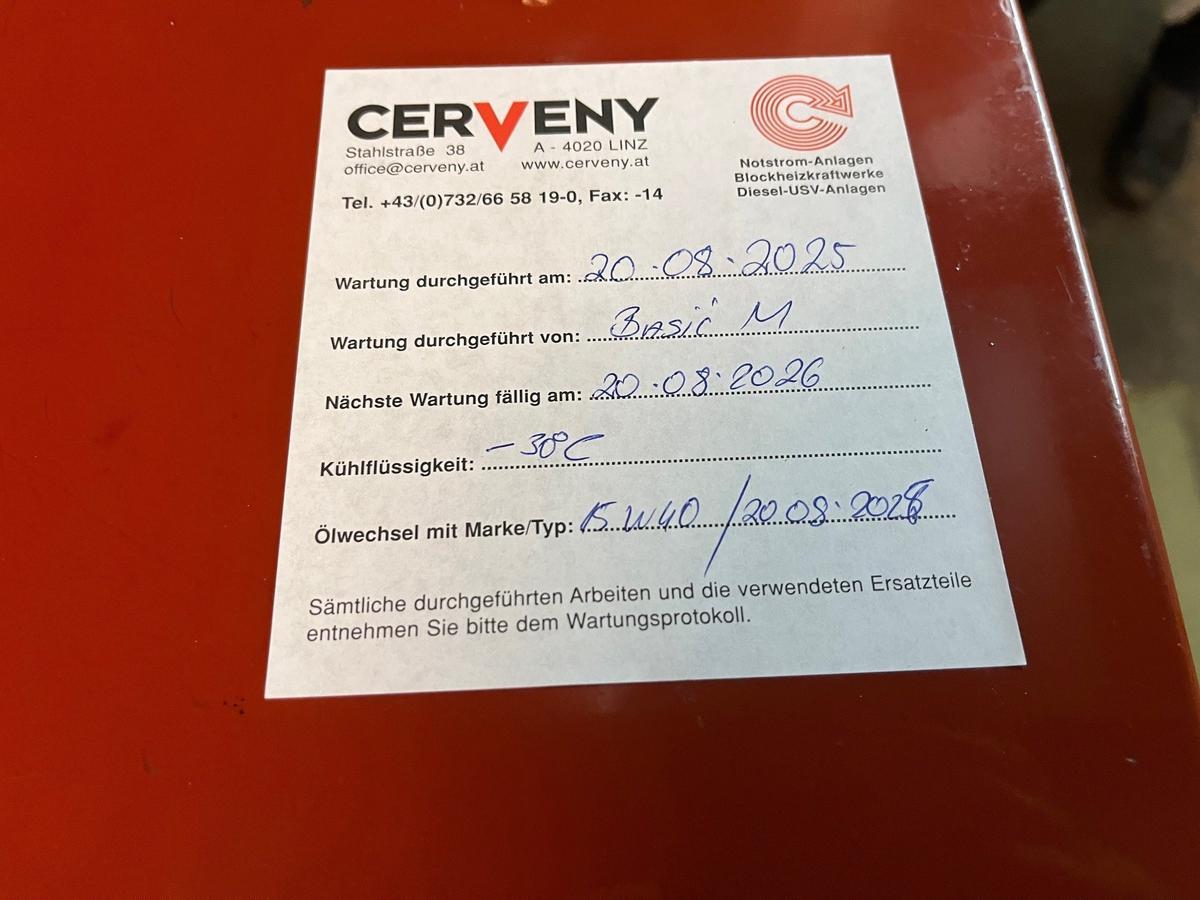 CERVENY
Stahlstraße 38 A - 4020 LINZ
office@cerveny.at www.cerveny.at
Tel. +43/(0)732/66 58 19-0, Fax: -14
Notstrom-Anlagen
Blockheizkraftwerke
Diesel-USV-Anlagen
Wartung durchgeführt am: 20.08.2025
Wartung durchgeführt von: Basić M
Nächste Wartung fällig am: 20.08.2026
Kühlflüssigkeit: -30°C
Ölwechsel mit Marke/Typ: 15W40 / 20 08.
Sämtliche durchgeführten Arbeiten und die verwendeten Ersatzteile
entnehmen Sie bitte dem Wartungsprotokoll.